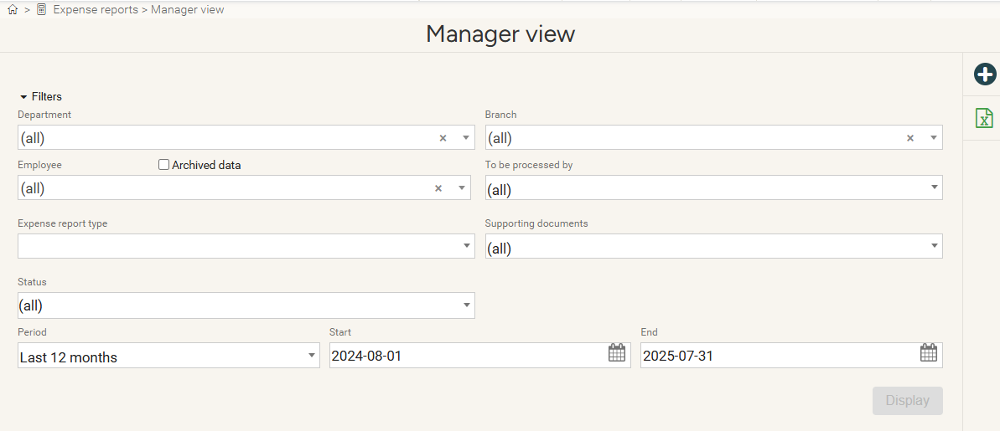 > Expense reports > Manager view
Manager view
Filters
Department Branch
(all) × (all) ×
Employee Archived data To be processed by
(all) × (all)
Expense report type Supporting documents
(all)
Status
(all)
Period Start End
Last 12 months 2024-08-01 2025-07-31
Display